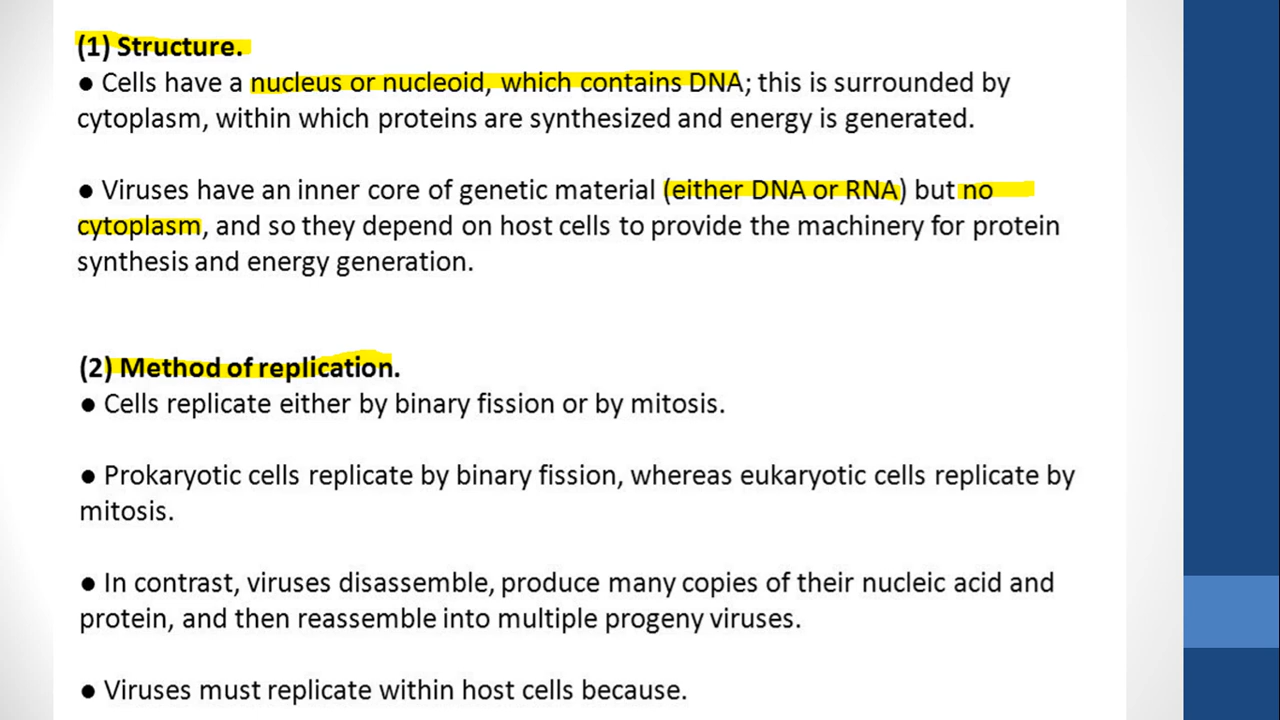 (1) Structure.
● Cells have a nucleus or nucleoid, which contains DNA; this is surrounded by
cytoplasm, within which proteins are synthesized and energy is generated.
● Viruses have an inner core of genetic material (either DNA or RNA) but no
cytoplasm, and so they depend on host cells to provide the machinery for protein
synthesis and energy generation.
(2) Method of replication.
● Cells replicate either by binary fission or by mitosis.
● Prokaryotic cells replicate by binary fission, whereas eukaryotic cells replicate by
mitosis.
● In contrast, viruses disassemble, produce many copies of their nucleic acid and
protein, and then reassemble into multiple progeny viruses.
● Viruses must replicate within host cells because.